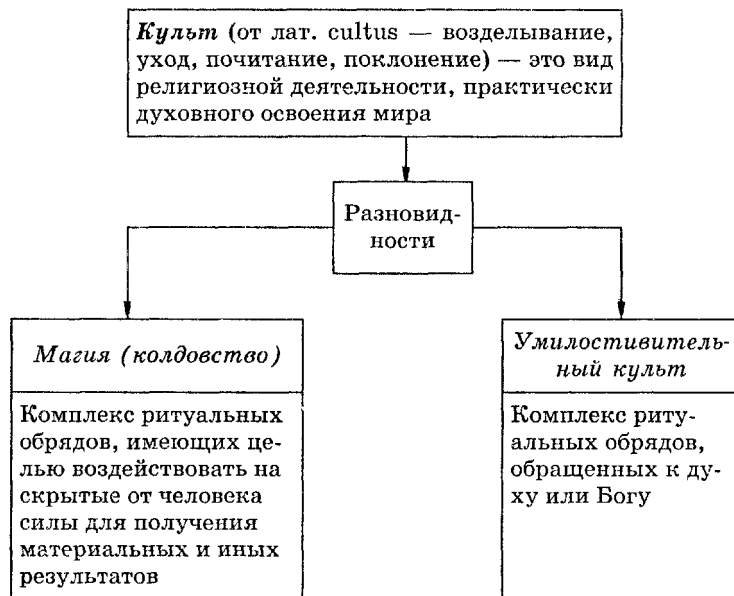 Культ (от лат. cultus — возделывание,
уход, почитание, поклонение) — это вид
религиозной деятельности, практически
духовного освоения мира
Разновид-
ности
Магия (колдовство)
Комплекс ритуальных
обрядов, имеющих це-
лью воздействовать на
скрытые от человека
силы для получения
материальных и иных
результатов
Умилостивитель-
ный культ
Комплекс риту-
альных обрядов,
обращенных к ду-
ху или Богу